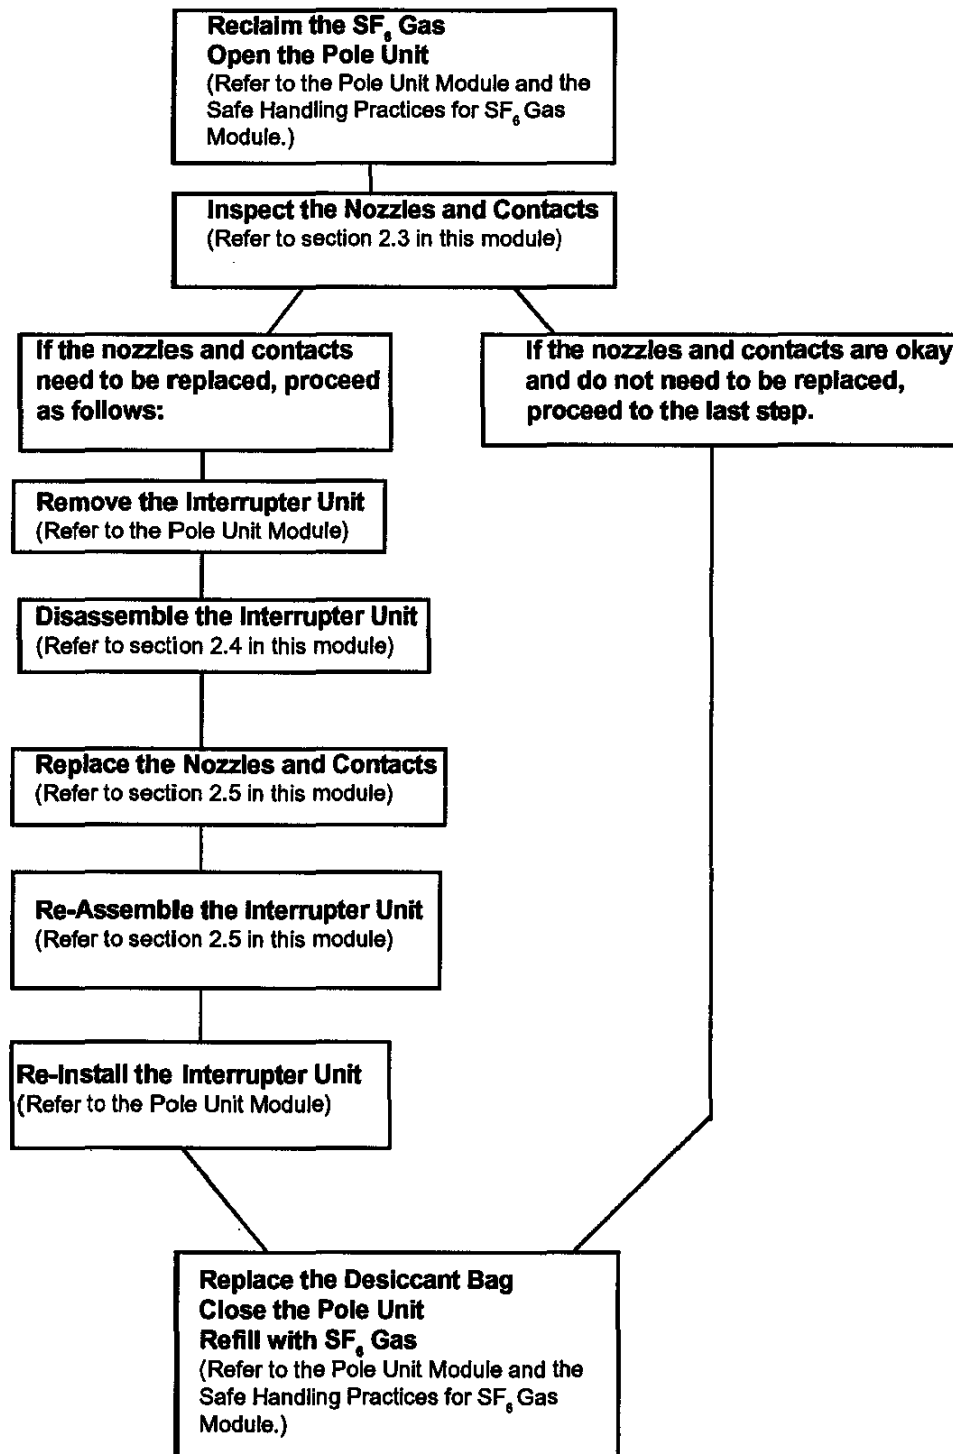 Reclaim the SF₆ Gas
Open the Pole Unit
(Refer to the Pole Unit Module and the
Safe Handling Practices for SF₆ Gas
Module.)
Inspect the Nozzles and Contacts
(Refer to section 2.3 in this module)
If the nozzles and contacts
need to be replaced, proceed
as follows:
If the nozzles and contacts are okay
and do not need to be replaced,
proceed to the last step.
Remove the Interrupter Unit
(Refer to the Pole Unit Module)
Disassemble the Interrupter Unit
(Refer to section 2.4 in this module)
Replace the Nozzles and Contacts
(Refer to section 2.5 in this module)
Re-Assemble the Interrupter Unit
(Refer to section 2.5 in this module)
Re-Install the Interrupter Unit
(Refer to the Pole Unit Module)
Replace the Desiccant Bag
Close the Pole Unit
Refill with SF₆ Gas
(Refer to the Pole Unit Module and the
Safe Handling Practices for SF₆ Gas
Module.)